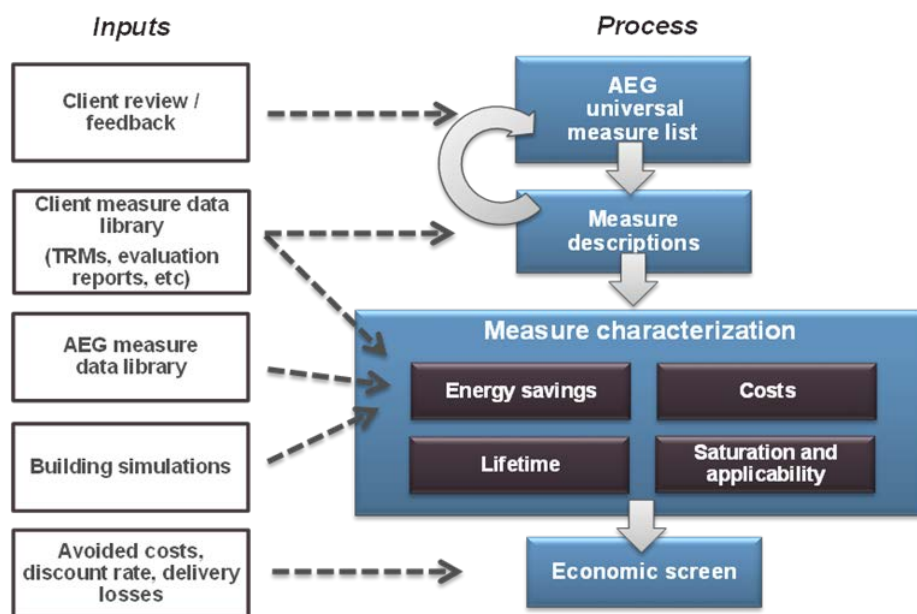 Inputs
Process
Client review /
feedback
AEG
universal
measure list
Client measure data
library
(TRMs, evaluation
reports, etc)
Measure
descriptions
AEG measure
data library
Measure characterization
Energy savings
Costs
Building simulations
Lifetime
Saturation and
applicability
Avoided costs,
discount rate, delivery
losses
Economic screen